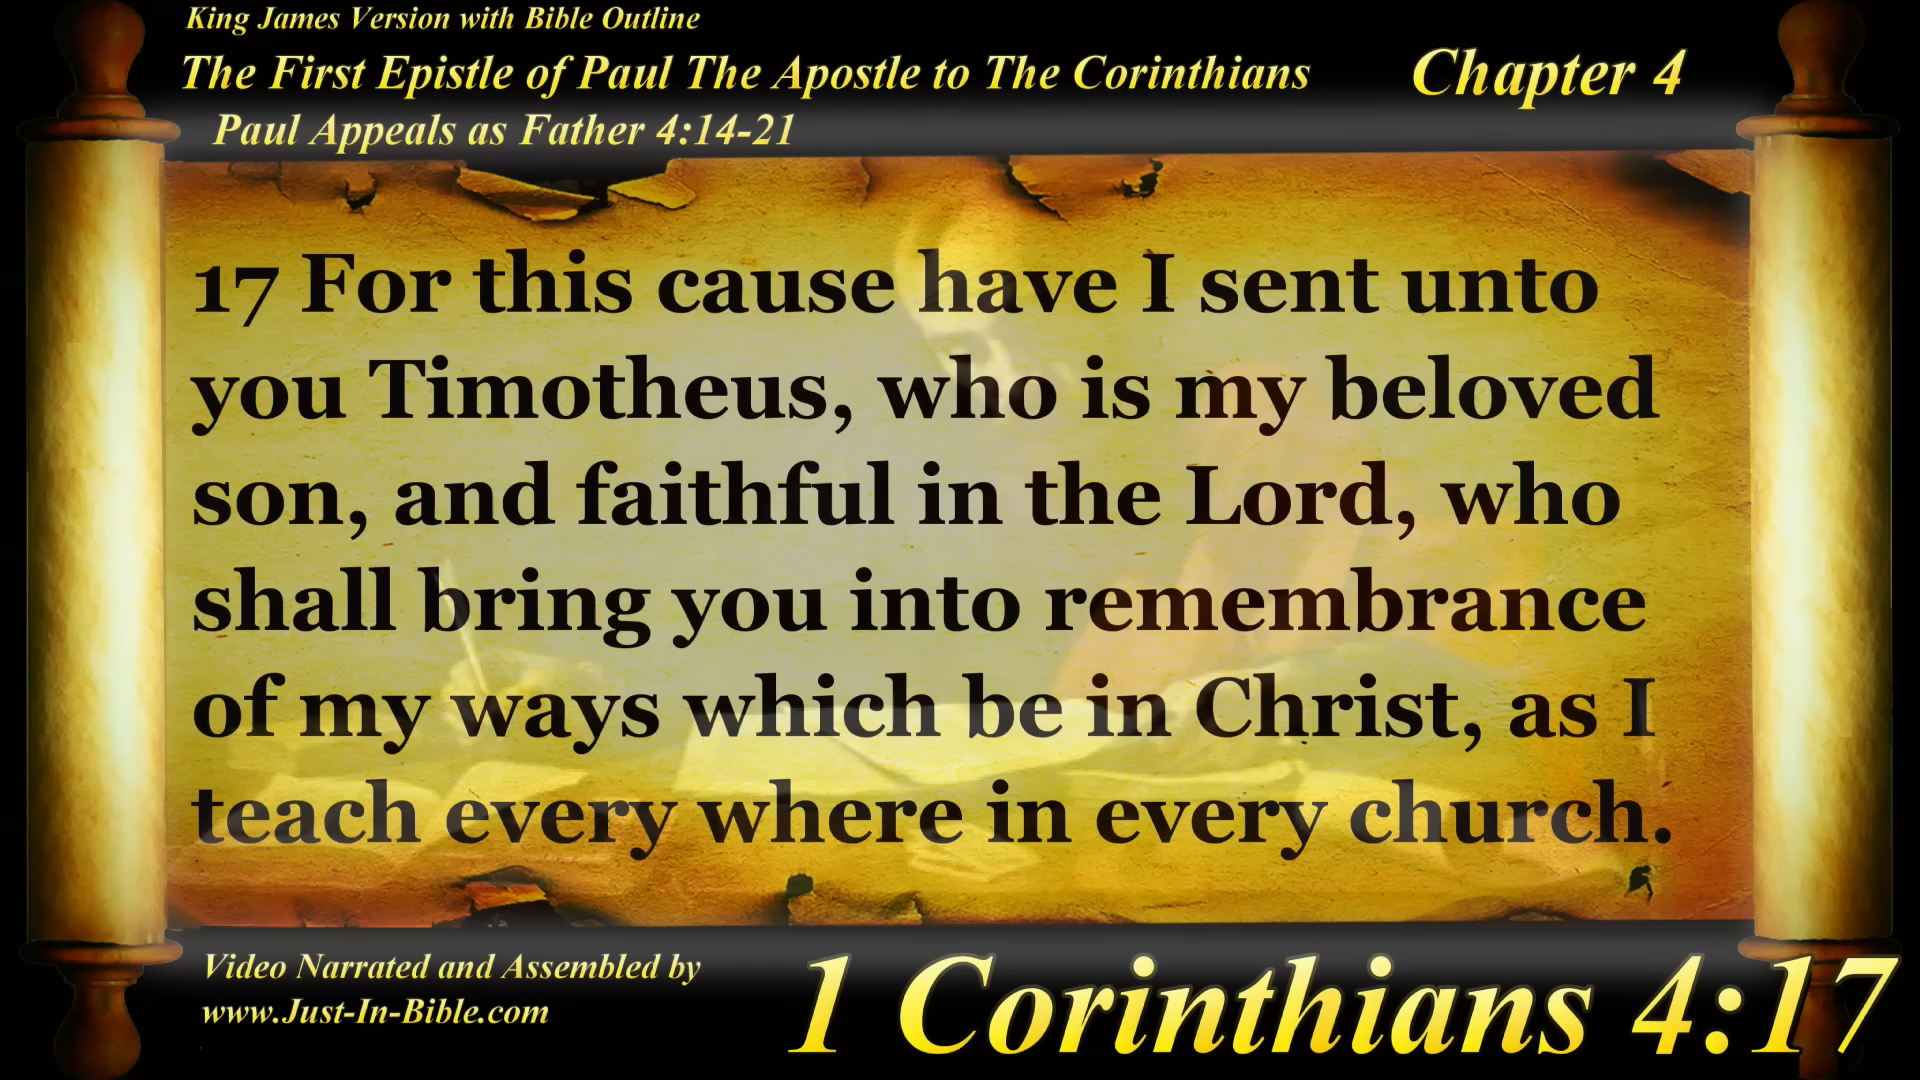 King James Version with Bible Outline
The First Epistle of Paul The Apostle to The Corinthians
Chapter 4
Paul Appeals as Father 4:14-21
17 For this cause have I sent unto
you Timotheus, who is my beloved
son, and faithful in the Lord, who
shall bring you into remembrance
of my ways which be in Christ, as I
teach every where in every church.
Video Narrated and Assembled by
www.Just-In-Bible.com
1 Corinthians 4:17